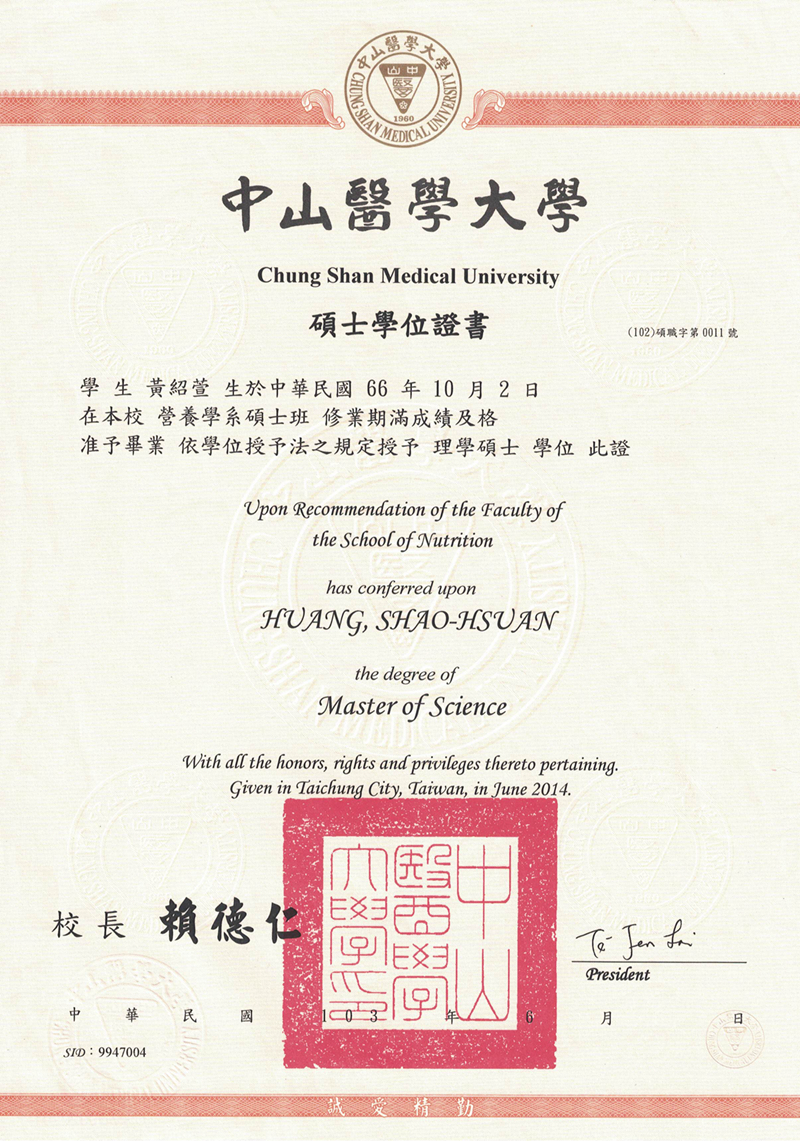 中山醫學大學
中山
醫
1960
CHUNG SHAN MEDICAL UNIVERSITY
中山醫學大學
Chung Shan Medical University
碩士學位證書
(102)碩職字第0011號
學 生 黃紹萱 生於中華民國 66 年 10 月 2 日
在本校 營養學系碩士班 修業期滿成績及格
准予畢業 依學位授予法之規定授予 理學碩士 學位 此證
Upon Recommendation of the Faculty of
the School of Nutrition
has conferred upon
HUANG, SHAO-HSUAN
the degree of
Master of Science
With all the honors, rights and privileges thereto pertaining.
Given in Taichung City, Taiwan, in June 2014.
中山醫學大學印
校長 賴德仁
Te-Jen Lai
President
中華民國 103 年 6 月 日
SID：9947004
誠愛精勤